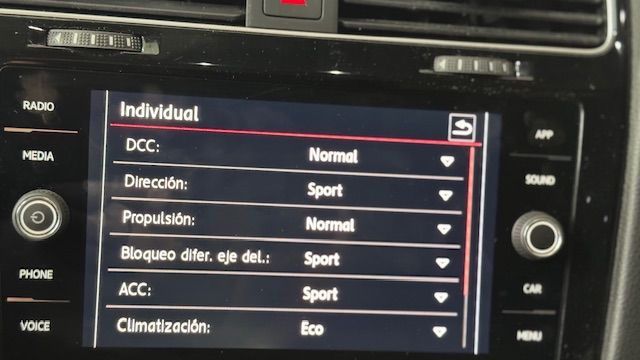 Individual
RADIO
MEDIA
PHONE
VOICE
DCC: Normal
Dirección: Sport
Propulsión: Normal
Bloqueo difer. eje del.: Sport
ACC: Sport
Climatización: Eco
APP
SOUND
CAR
MENU